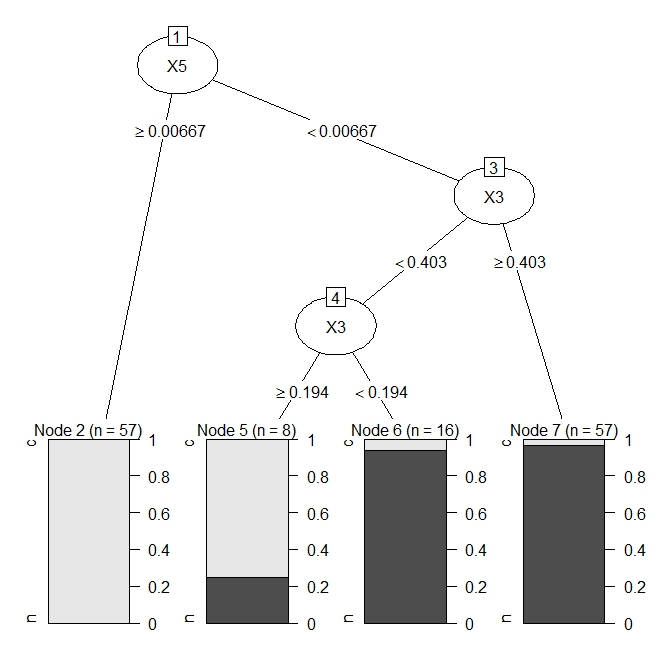 1
X5
≥ 0.00667
< 0.00667
3
X3
< 0.403
≥ 0.403
4
X3
≥ 0.194
< 0.194
Node 2 (n = 57)
c
n
1
0.8
0.6
0.4
0.2
0
Node 5 (n = 8)
c
n
1
0.8
0.6
0.4
0.2
0
Node 6 (n = 16)
c
n
1
0.8
0.6
0.4
0.2
0
Node 7 (n = 57)
c
n
1
0.8
0.6
0.4
0.2
0